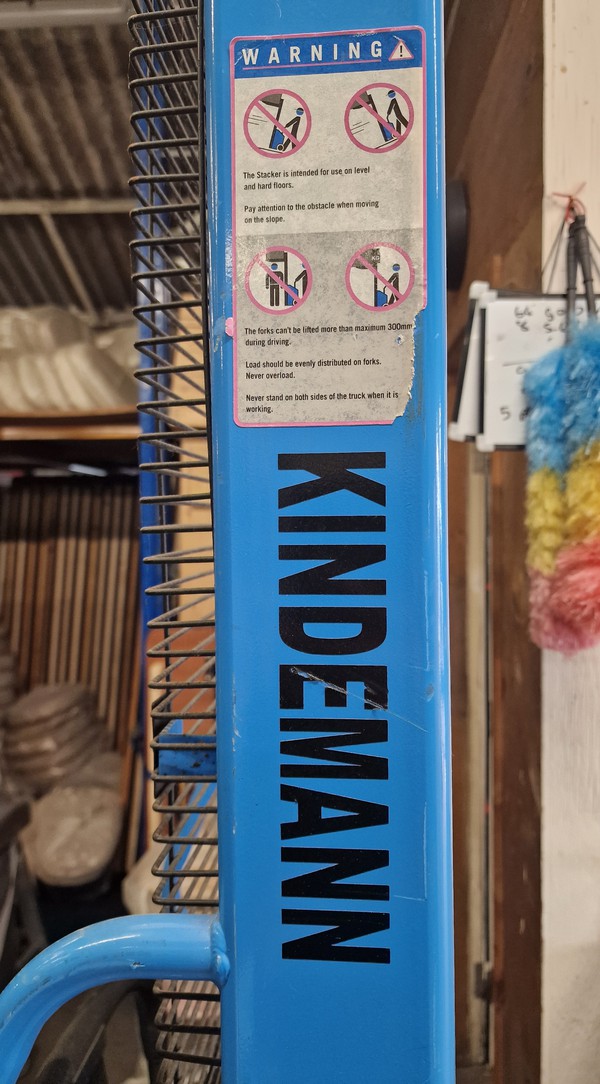 WARNING
The Stacker is intended for use on level
and hard floors.
Pay attention to the obstacle when moving
on the slope.
The forks can't be lifted more than maximum 300mm
during driving.
Load should be evenly distributed on forks.
Never overload.
Never stand on both sides of the truck when it is
working.
KINDEMANN